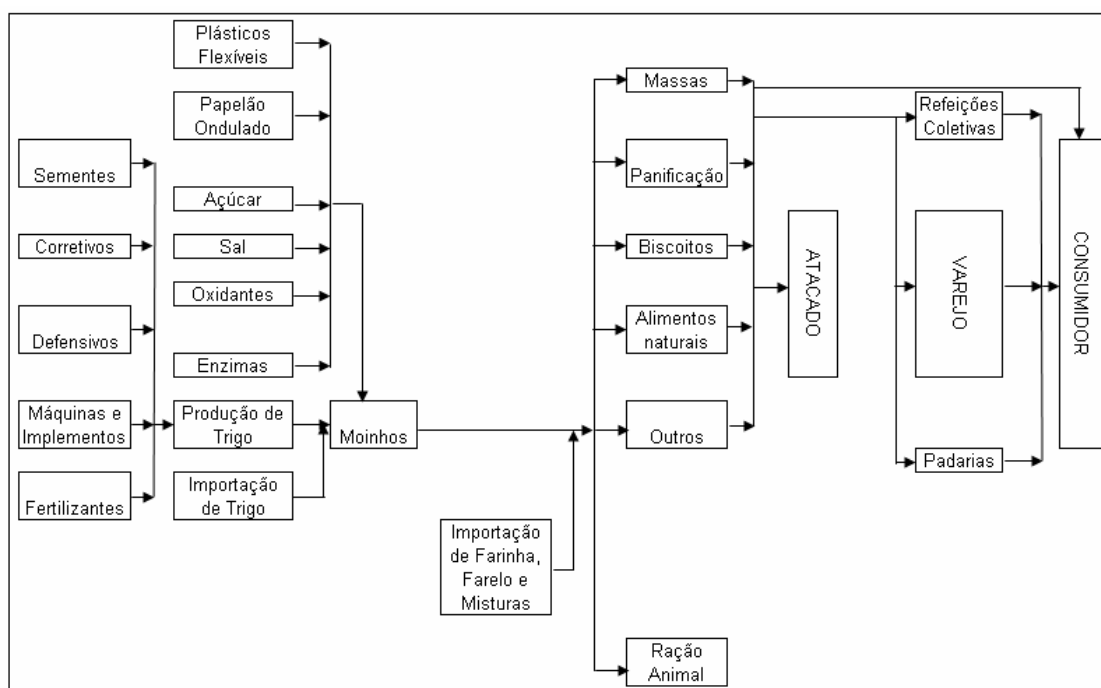 Plásticos
Flexíveis
Papelão
Ondulado
Sementes
Açúcar
Corretivos
Sal
Oxidantes
Defensivos
Enzimas
Máquinas e
Implementos
Produção de
Trigo
Moinhos
Fertilizantes
Importação
de Trigo
Importação
de Farinha,
Farelo e
Misturas
Massas
Panificação
Biscoitos
Alimentos
naturais
Outros
Ração
Animal
ATACADO
Refeições
Coletivas
VAREJO
Padarias
CONSUMIDOR